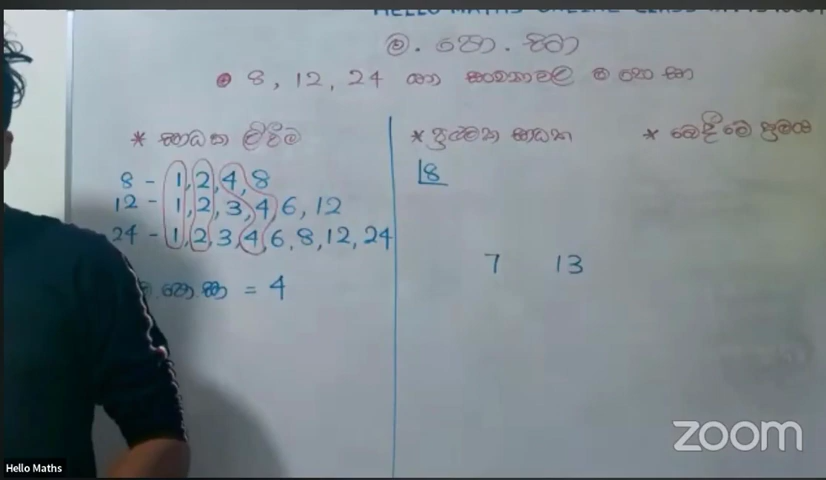 ම. පො. සා
8, 12, 24 හා සංඛ්‍යාවල ම පො සා
* සාධක ලිවීම
8 - 1, 2, 4, 8
12 - 1, 2, 3, 4, 6, 12
24 - 1, 2, 3, 4, 6, 8, 12, 24
ම.පො.සා = 4
* ප්‍රථමක සාධක
8
7 13
* බෙදීමේ ක්‍රමය
zoom
Hello Maths